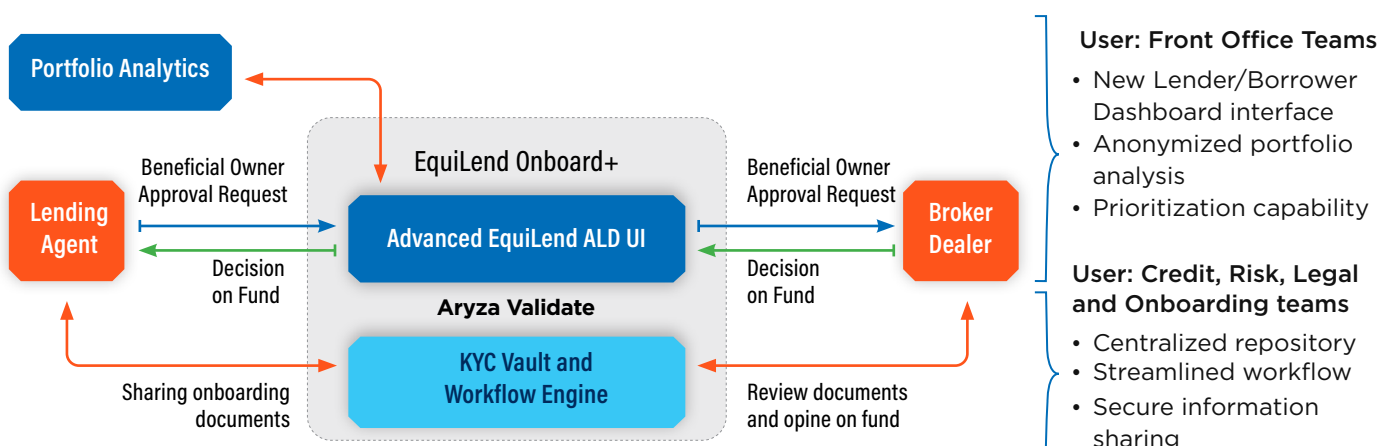 Portfolio Analytics
EquiLend Onboard+
Beneficial Owner
Approval Request
Lending
Agent
Decision
on Fund
Advanced EquiLend ALD UI
Beneficial Owner
Approval Request
Broker
Dealer
Decision
on Fund
Aryza Validate
KYC Vault and
Workflow Engine
Sharing onboarding
documents
Review documents
and opine on fund
User: Front Office Teams
• New Lender/Borrower
Dashboard interface
• Anonymized portfolio
analysis
• Prioritization capability
User: Credit, Risk, Legal
and Onboarding teams
• Centralized repository
• Streamlined workflow
• Secure information
sharing